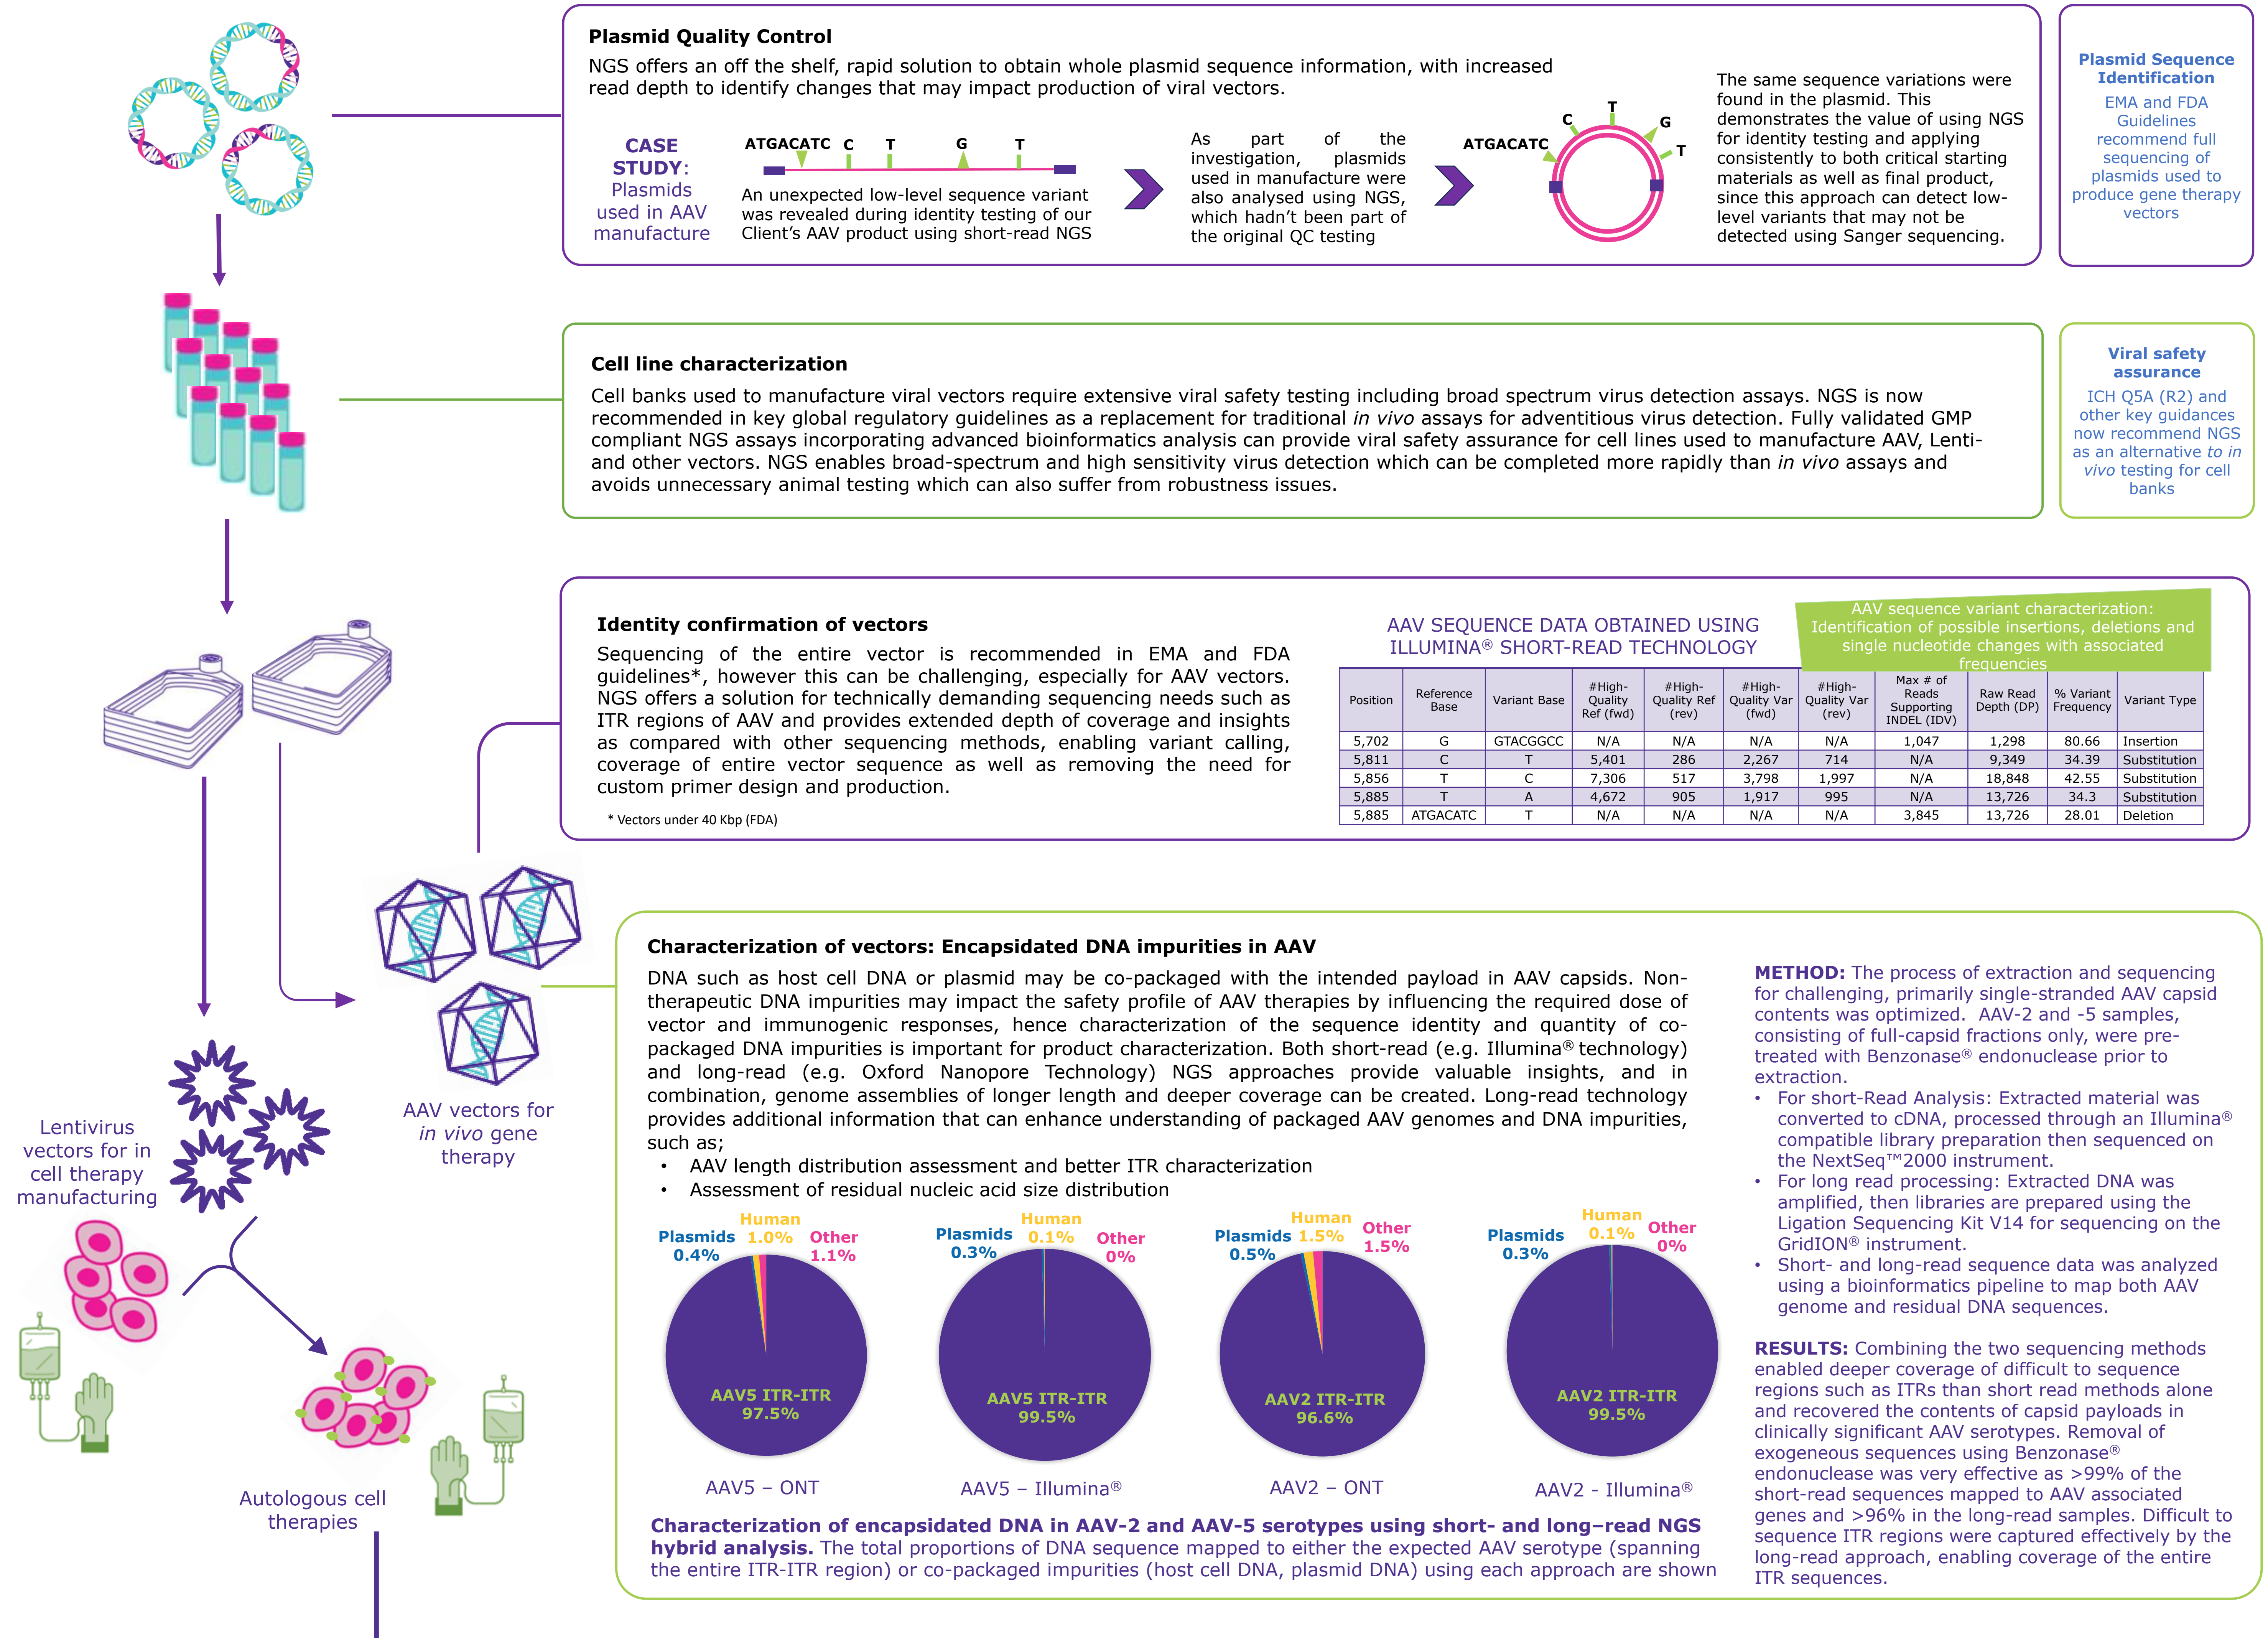 Plasmid Quality Control
NGS offers an off the shelf, rapid solution to obtain whole plasmid sequence information, with increased
read depth to identify changes that may impact production of viral vectors.
CASE
STUDY:
Plasmids
used in AAV
manufacture
ATGACATC C T G T
An unexpected low-level sequence variant
was revealed during identity testing of our
Client's AAV product using short-read NGS
As part of the
investigation, plasmids
used in manufacture were
also analysed using NGS,
which hadn't been part of
the original QC testing
ATGACATC
C
T
G
T
The same sequence variations were
found in the plasmid. This
demonstrates the value of using NGS
for identity testing and applying
consistently to both critical starting
materials as well as final product,
since this approach can detect low-
level variants that may not be
detected using Sanger sequencing.
Plasmid Sequence
Identification
EMA and FDA
Guidelines
recommend full
sequencing of
plasmids used to
produce gene therapy
vectors
Cell line characterization
Cell banks used to manufacture viral vectors require extensive viral safety testing including broad spectrum virus detection assays. NGS is now
recommended in key global regulatory guidelines as a replacement for traditional in vivo assays for adventitious virus detection. Fully validated GMP
compliant NGS assays incorporating advanced bioinformatics analysis can provide viral safety assurance for cell lines used to manufacture AAV, Lenti-
and other vectors. NGS enables broad-spectrum and high sensitivity virus detection which can be completed more rapidly than in vivo assays and
avoids unnecessary animal testing which can also suffer from robustness issues.
Viral safety
assurance
ICH Q5A (R2) and
other key guidances
now recommend NGS
as an alternative to in
vivo testing for cell
banks
Identity confirmation of vectors
Sequencing of the entire vector is recommended in EMA and FDA
guidelines*, however this can be challenging, especially for AAV vectors.
NGS offers a solution for technically demanding sequencing needs such as
ITR regions of AAV and provides extended depth of coverage and insights
as compared with other sequencing methods, enabling variant calling,
coverage of entire vector sequence as well as removing the need for
custom primer design and production.
* Vectors under 40 Kbp (FDA)
AAV SEQUENCE DATA OBTAINED USING
ILLUMINA® SHORT-READ TECHNOLOGY
AAV sequence variant characterization:
Identification of possible insertions, deletions and
single nucleotide changes with associated
frequencies
Position | Reference Base | Variant Base | #High-Quality Ref (fwd) | #High-Quality Ref (rev) | #High-Quality Var (fwd) | #High-Quality Var (rev) | Max # of Reads Supporting INDEL (IDV) | Raw Read Depth (DP) | % Variant Frequency | Variant Type
5,702 G GTACGGCC N/A N/A N/A N/A 1,047 1,298 80.66 Insertion
5,811 C T 5,401 286 2,267 714 N/A 9,349 34.39 Substitution
5,856 T C 7,306 517 3,798 1,997 N/A 18,848 42.55 Substitution
5,885 T A 4,672 905 1,917 995 N/A 13,726 34.3 Substitution
5,885 ATGACATC T N/A N/A N/A N/A 3,845 13,726 28.01 Deletion
Characterization of vectors: Encapsidated DNA impurities in AAV
DNA such as host cell DNA or plasmid may be co-packaged with the intended payload in AAV capsids. Non-
therapeutic DNA impurities may impact the safety profile of AAV therapies by influencing the required dose of
vector and immunogenic responses, hence characterization of the sequence identity and quantity of co-
packaged DNA impurities is important for product characterization. Both short-read (e.g. Illumina® technology)
and long-read (e.g. Oxford Nanopore Technology) NGS approaches provide valuable insights, and in
combination, genome assemblies of longer length and deeper coverage can be created. Long-read technology
provides additional information that can enhance understanding of packaged AAV genomes and DNA impurities,
such as;
• AAV length distribution assessment and better ITR characterization
• Assessment of residual nucleic acid size distribution
Plasmids
0.4%
Human
1.0%
Other
1.1%
AAV5 ITR-ITR
97.5%
AAV5 – ONT
Plasmids
0.3%
Human
0.1%
Other
0%
AAV5 ITR-ITR
99.5%
AAV5 – Illumina®
Plasmids
0.5%
Human
1.5%
Other
1.5%
AAV2 ITR-ITR
96.6%
AAV2 – ONT
Plasmids
0.3%
Human
0.1%
Other
0%
AAV2 ITR-ITR
99.5%
AAV2 - Illumina®
Characterization of encapsidated DNA in AAV-2 and AAV-5 serotypes using short- and long–read NGS
hybrid analysis. The total proportions of DNA sequence mapped to either the expected AAV serotype (spanning
the entire ITR-ITR region) or co-packaged impurities (host cell DNA, plasmid DNA) using each approach are shown
METHOD: The process of extraction and sequencing
for challenging, primarily single-stranded AAV capsid
contents was optimized. AAV-2 and -5 samples,
consisting of full-capsid fractions only, were pre-
treated with Benzonase® endonuclease prior to
extraction.
• For short-Read Analysis: Extracted material was
converted to cDNA, processed through an Illumina®
compatible library preparation then sequenced on
the NextSeq™2000 instrument.
• For long read processing: Extracted DNA was
amplified, then libraries are prepared using the
Ligation Sequencing Kit V14 for sequencing on the
GridION® instrument.
• Short- and long-read sequence data was analyzed
using a bioinformatics pipeline to map both AAV
genome and residual DNA sequences.
RESULTS: Combining the two sequencing methods
enabled deeper coverage of difficult to sequence
regions such as ITRs than short read methods alone
and recovered the contents of capsid payloads in
clinically significant AAV serotypes. Removal of
exogeneous sequences using Benzonase®
endonuclease was very effective as >99% of the
short-read sequences mapped to AAV associated
genes and >96% in the long-read samples. Difficult to
sequence ITR regions were captured effectively by the
long-read approach, enabling coverage of the entire
ITR sequences.
AAV vectors for
in vivo gene
therapy
Lentivirus
vectors for in
cell therapy
manufacturing
Autologous cell
therapies